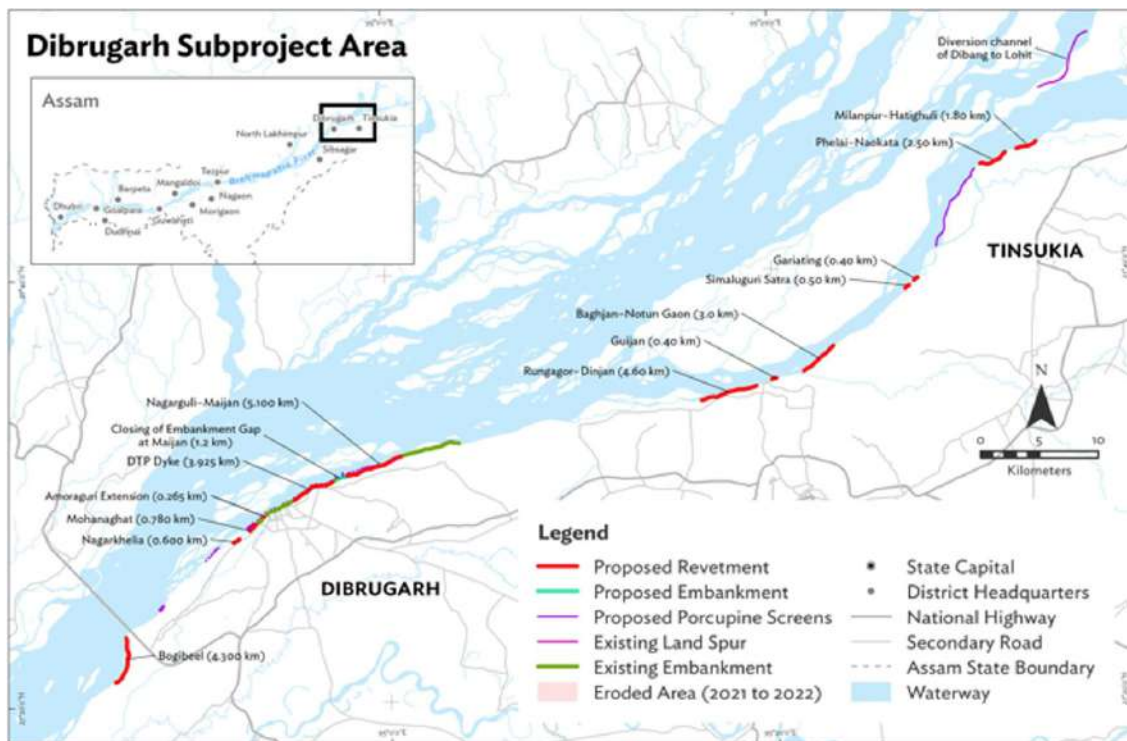 Dibrugarh Subproject Area
Assam
Dibrugarh
Tinsukia
North Lakhimpur
Sibsagar
Brahmaputra River
Tezpur
Mangaldoi
Barpeta
Nagaon
Dhubri
Goalpara
Guwahati
Morigaon
Dudhnai
Diversion channel
of Dibang to Lohit
Milanpur–Hatighuli (1.80 km)
Phelai–Naokata (2.50 km)
TINSUKIA
Gariating (0.40 km)
Simaluguri Satra (0.50 km)
Baghjan–Notun Gaon (3.0 km)
Guijan (0.40 km)
Rungagor–Dinjan (4.60 km)
N
0 5 10
Kilometers
Nagarguli–Maijan (5.100 km)
Closing of Embankment Gap
at Maijan (1.2 km)
DTP Dyke (3.925 km)
Amoraguri Extension (0.265 km)
Mohanaghat (0.780 km)
Nagarkhelia (0.600 km)
DIBRUGARH
Bogibeel (4.300 km)
Legend
Proposed Revetment
Proposed Embankment
Proposed Porcupine Screens
Existing Land Spur
Existing Embankment
Eroded Area (2021 to 2022)
State Capital
District Headquarters
National Highway
Secondary Road
Assam State Boundary
Waterway